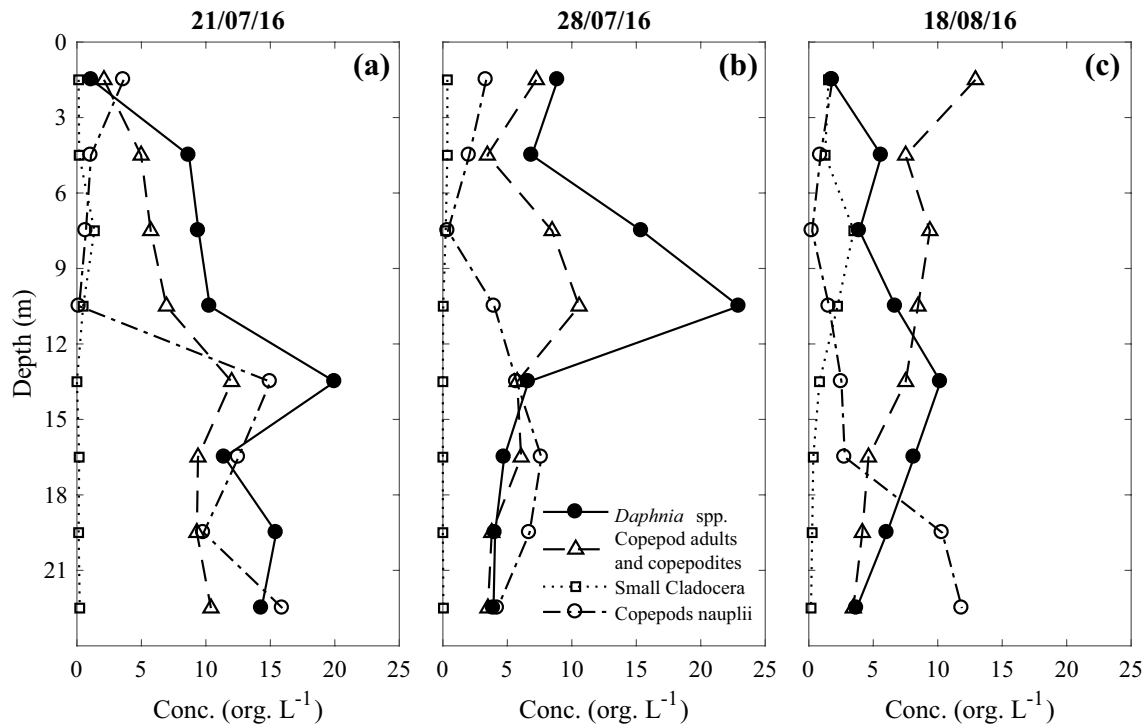 21/07/16
28/07/16
18/08/16
(a)
(b)
(c)
0
3
6
9
12
15
18
21
Depth (m)
Daphnia spp.
Copepod adults
and copepodites
Small Cladocera
Copepods nauplii
0 5 10 15 20 25
0 5 10 15 20 25
0 5 10 15 20 25
Conc. (org. L⁻¹)
Conc. (org. L⁻¹)
Conc. (org. L⁻¹)